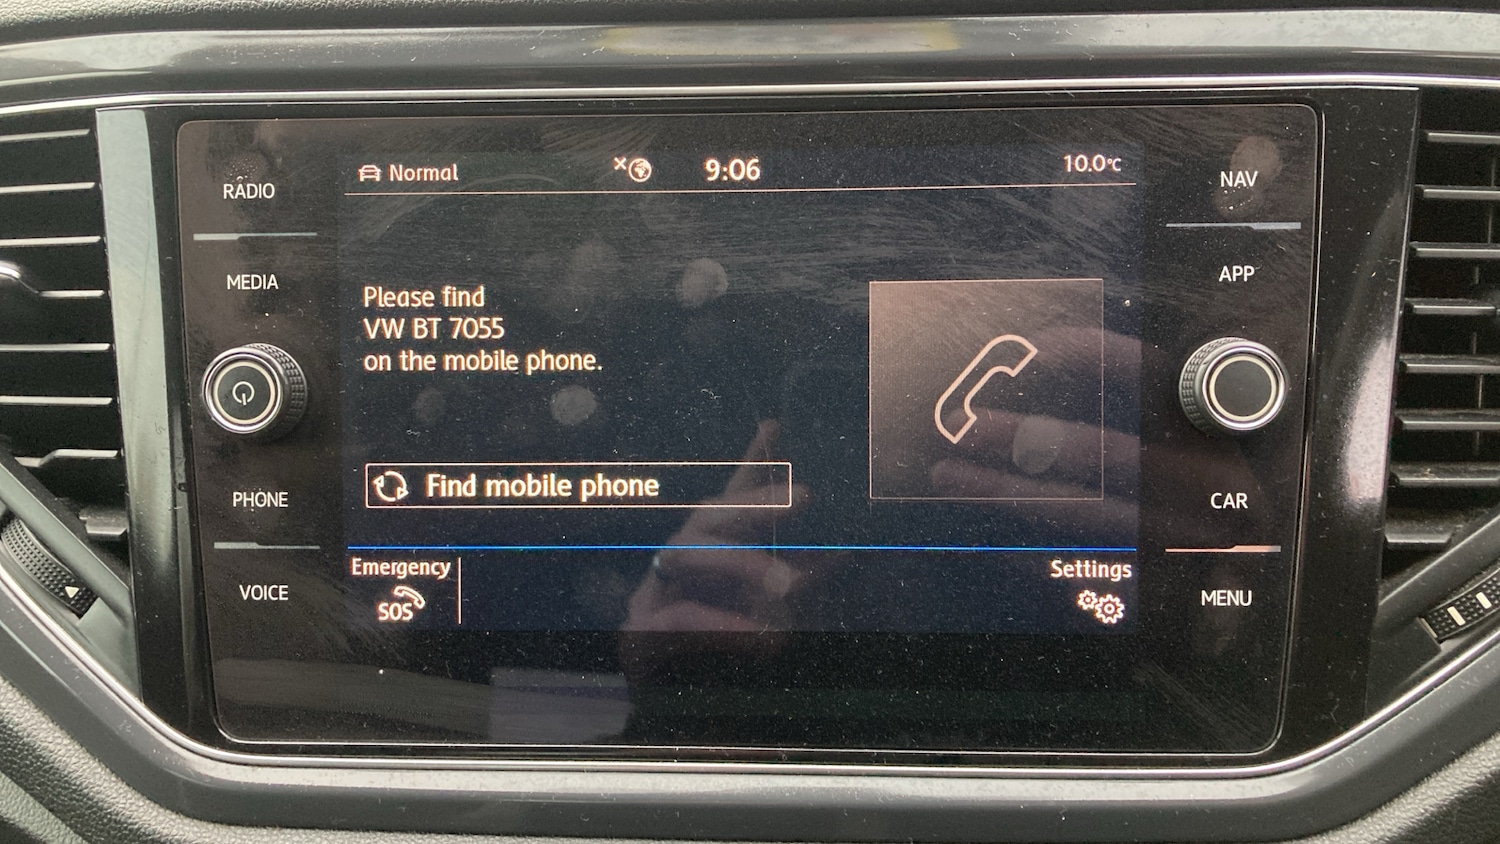 Normal 9:06 10.0°C
RADIO
NAV
MEDIA
APP
Please find
VW BT 7055
on the mobile phone.
Find mobile phone
PHONE
CAR
Emergency
SOS
Settings
VOICE
MENU